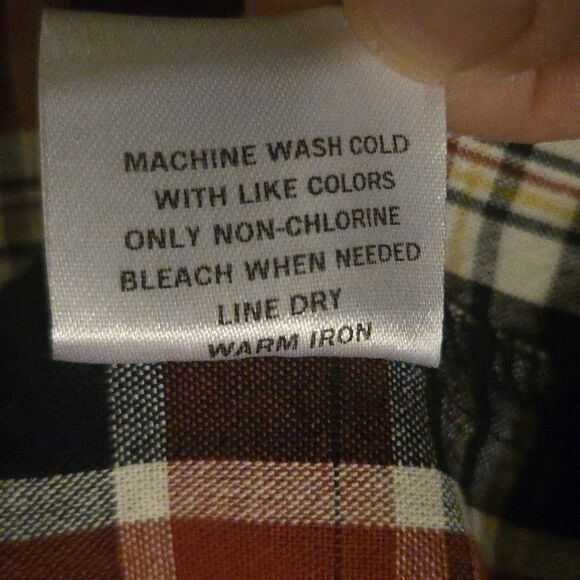 MACHINE WASH COLD
WITH LIKE COLORS
ONLY NON-CHLORINE
BLEACH WHEN NEEDED
LINE DRY
WARM IRON